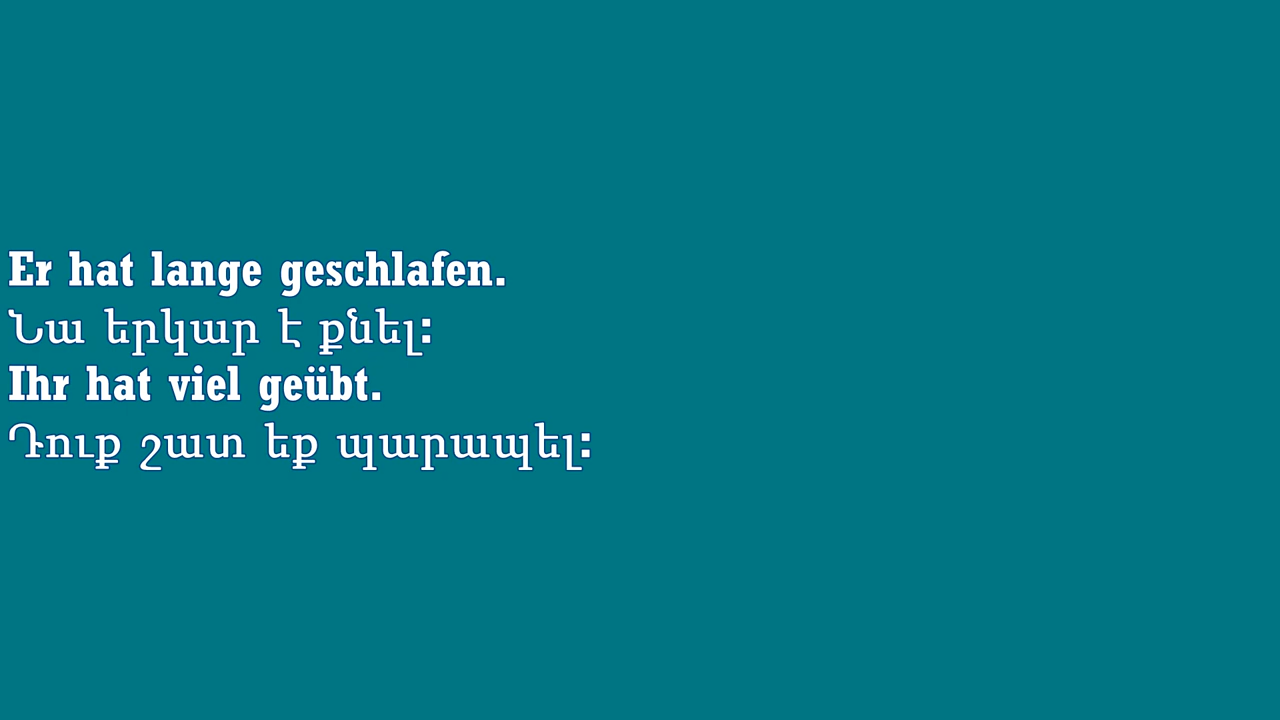 Er hat lange geschlafen.
Նա երկար է քնել:
Ihr hat viel geübt.
Դուք շատ եք պարապել: